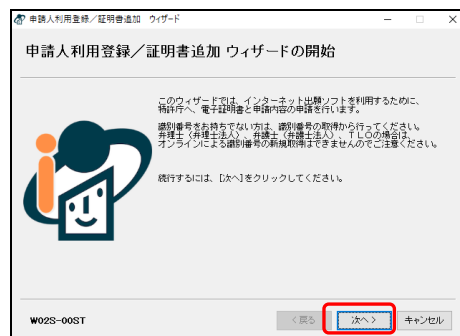 申請人利用登録／証明書追加 ウィザード
申請人利用登録／証明書追加 ウィザードの開始
このウィザードでは、インターネット出願ソフトを利用するために、
特許庁へ、電子証明書と申請内容の申請を行います。
識別番号をお持ちでない方は、識別番号の取得から行ってください。
弁理士（弁理士法人）、弁護士（弁護士法人）、ＴＬＯの場合は、
オンラインによる識別番号の新規取得はできませんのでご注意ください。
続行するには、［次へ］をクリックしてください。
W02S-00ST
＜戻る
次へ＞
キャンセル